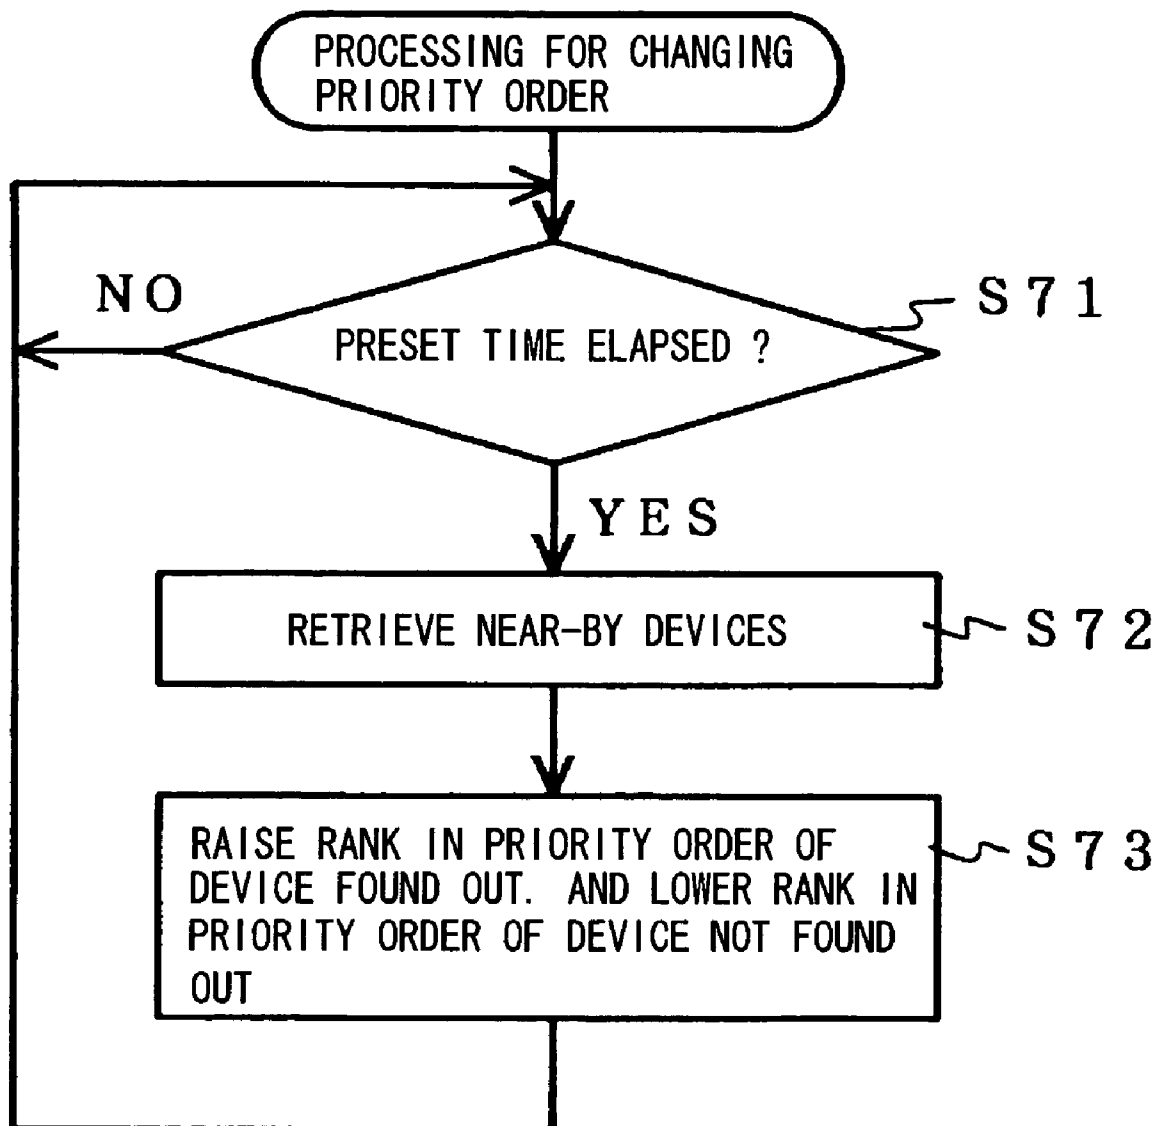 PROCESSING FOR CHANGING
PRIORITY ORDER
NO
S71
PRESET TIME ELAPSED ?
YES
RETRIEVE NEAR-BY DEVICES
S72
RAISE RANK IN PRIORITY ORDER OF
DEVICE FOUND OUT. AND LOWER RANK IN
PRIORITY ORDER OF DEVICE NOT FOUND
OUT
S73